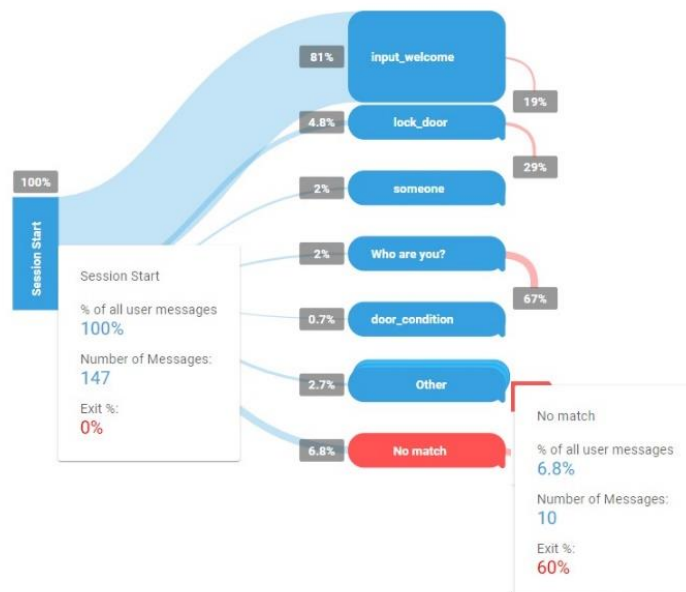 81%
input_welcome
19%
4.8%
lock_door
29%
100%
2%
someone
Session Start
2%
Who are you?
67%
0.7%
door_condition
2.7%
Other
6.8%
No match
Session Start
% of all user messages
100%
Number of Messages:
147
Exit %:
0%
No match
% of all user messages
6.8%
Number of Messages:
10
Exit %:
60%